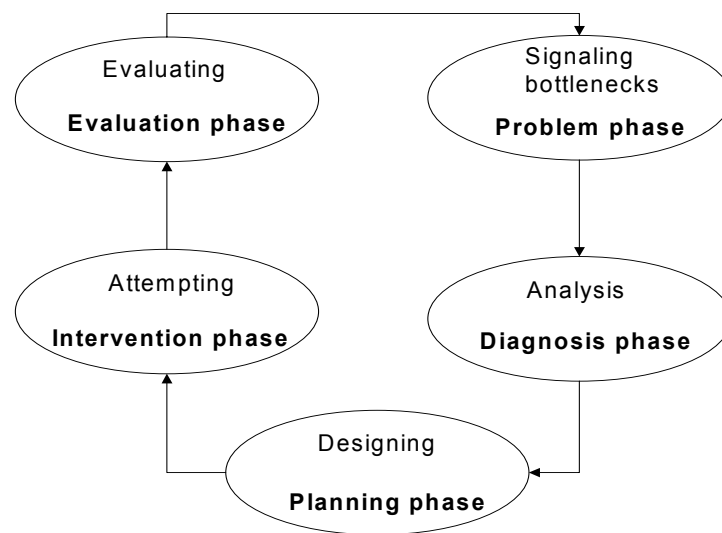 Evaluating
Evaluation phase
Signaling
bottlenecks
Problem phase
Attempting
Intervention phase
Analysis
Diagnosis phase
Designing
Planning phase